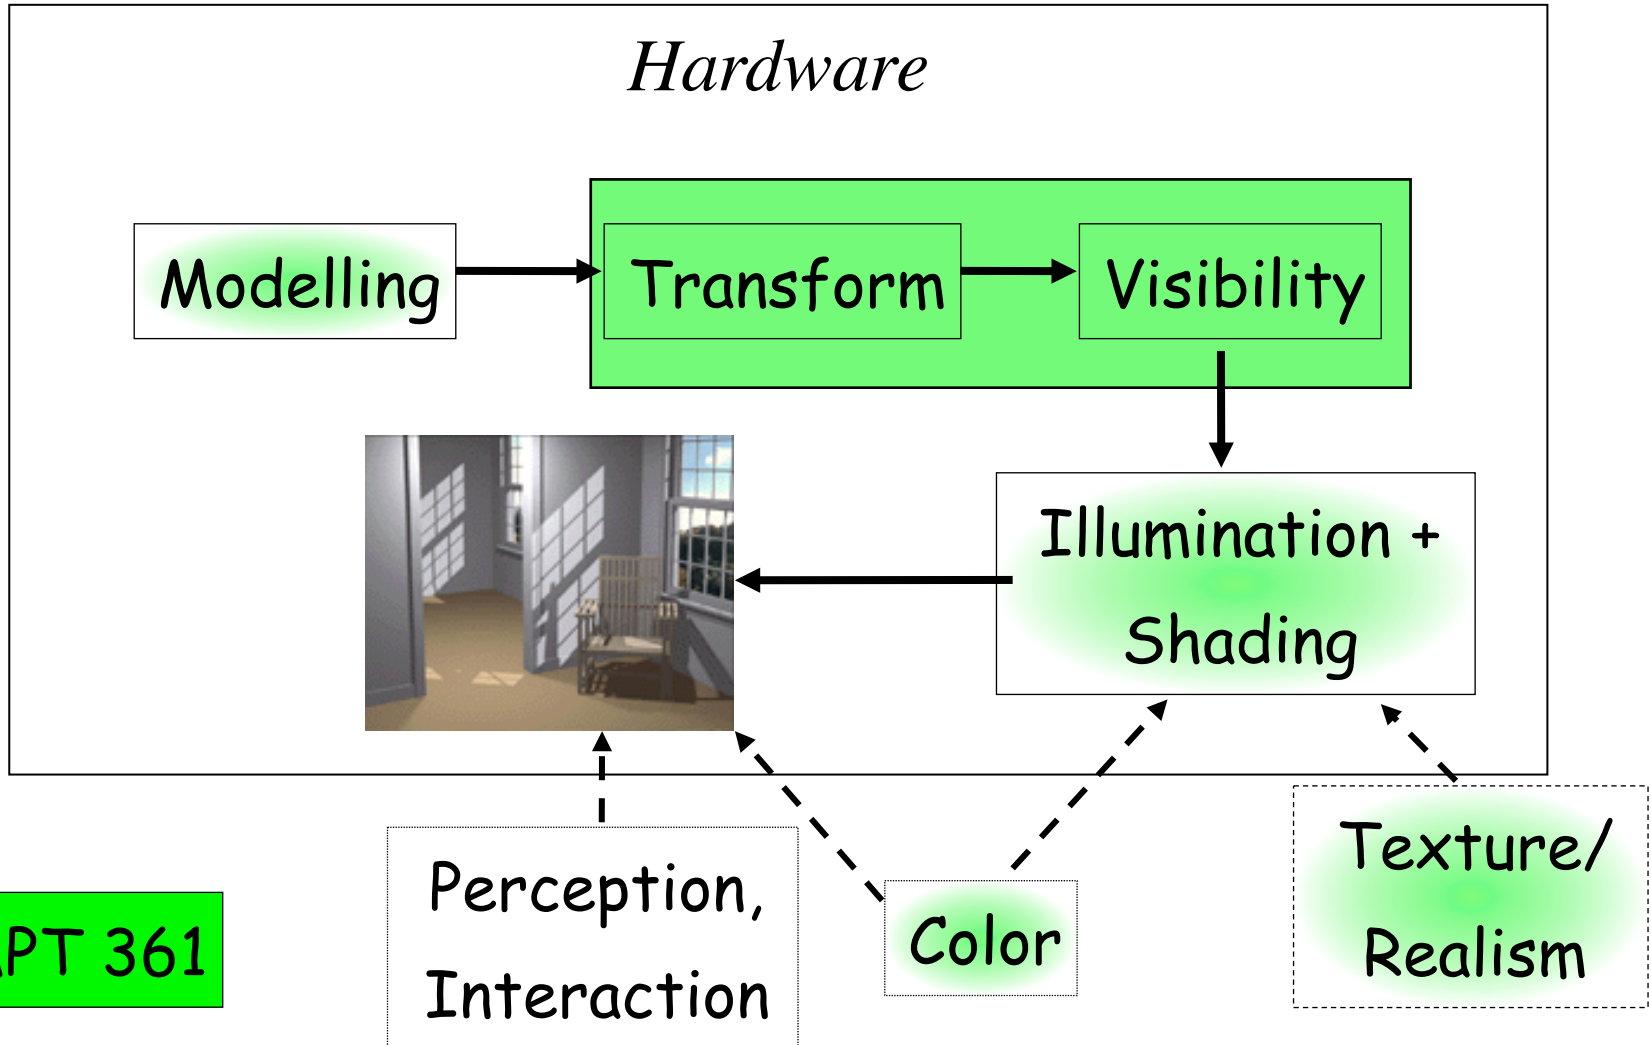 Hardware
Modelling
Transform
Visibility
Illumination +
Shading
Perception,
Interaction
Color
Texture/
Realism
PT 361